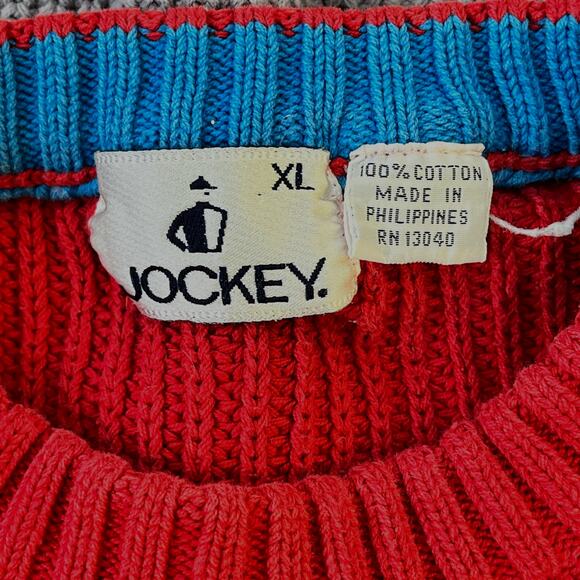 XL
JOCKEY.
100% COTTON
MADE IN
PHILIPPINES
RN 13040